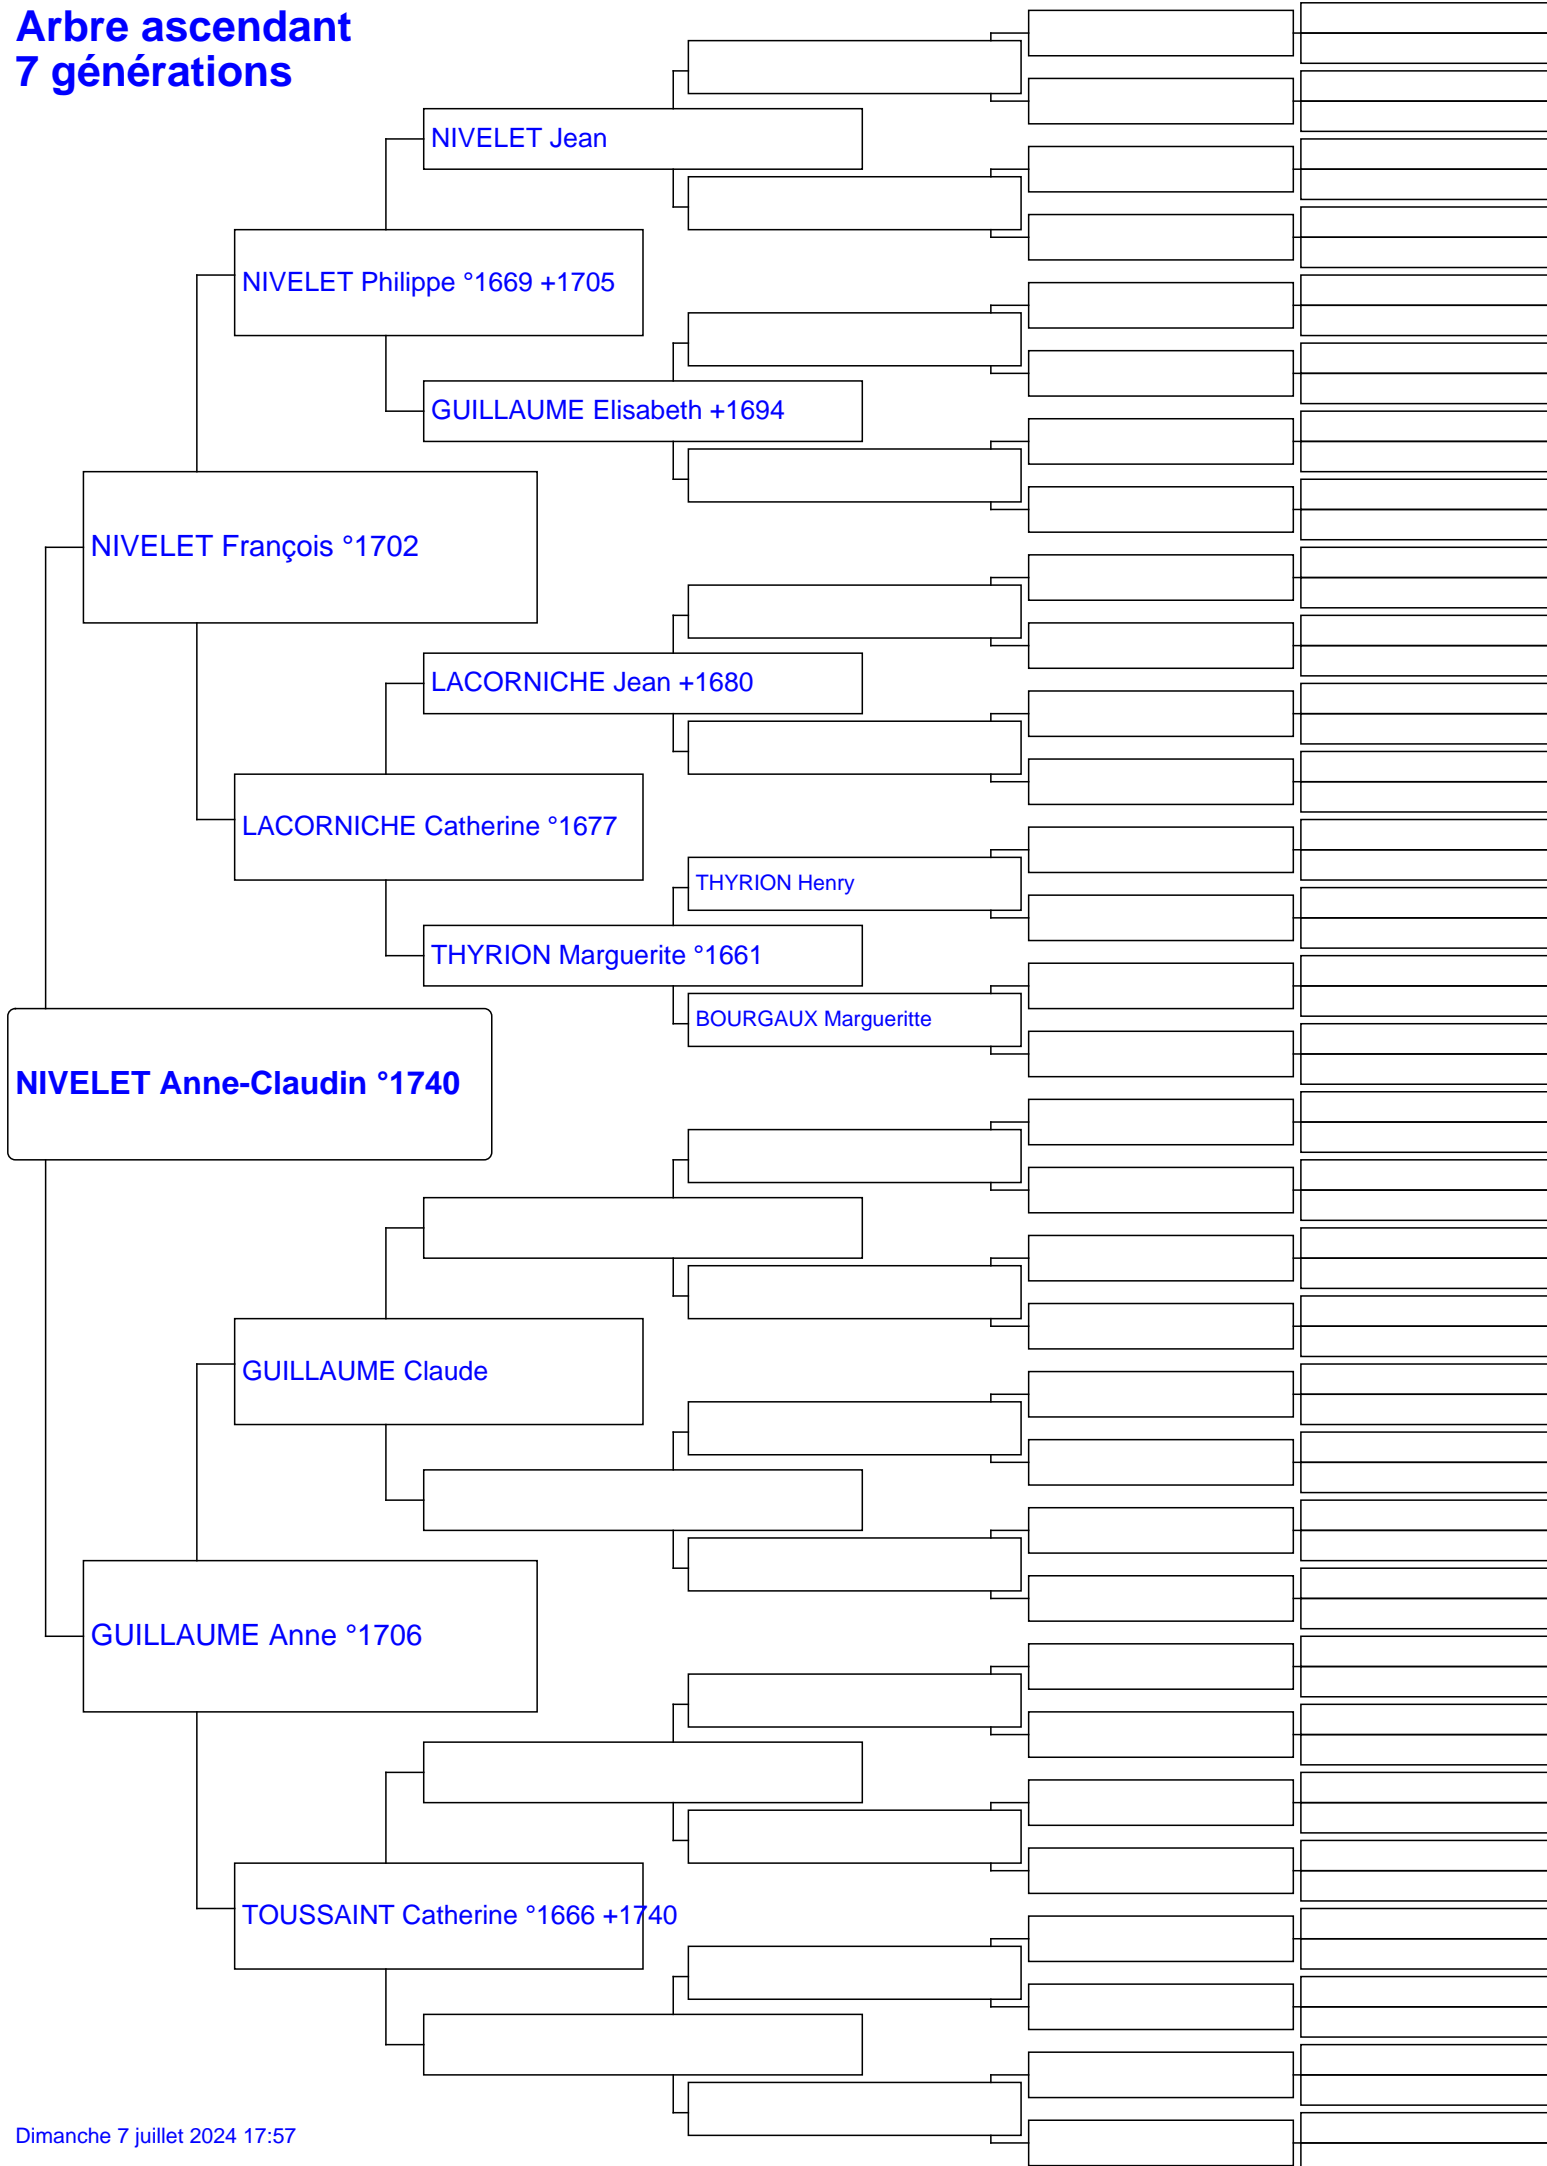 Arbre ascendant
7 générations
NIVELET Jean
NIVELET Philippe °1669 +1705
GUILLAUME Elisabeth +1694
NIVELET François °1702
LACORNICHE Jean +1680
LACORNICHE Catherine °1677
THYRION Henry
THYRION Marguerite °1661
BOURGAUX Margueritte
NIVELET Anne-Claudin °1740
GUILLAUME Claude
GUILLAUME Anne °1706
TOUSSAINT Catherine °1666 +1740
Dimanche 7 juillet 2024 17:57